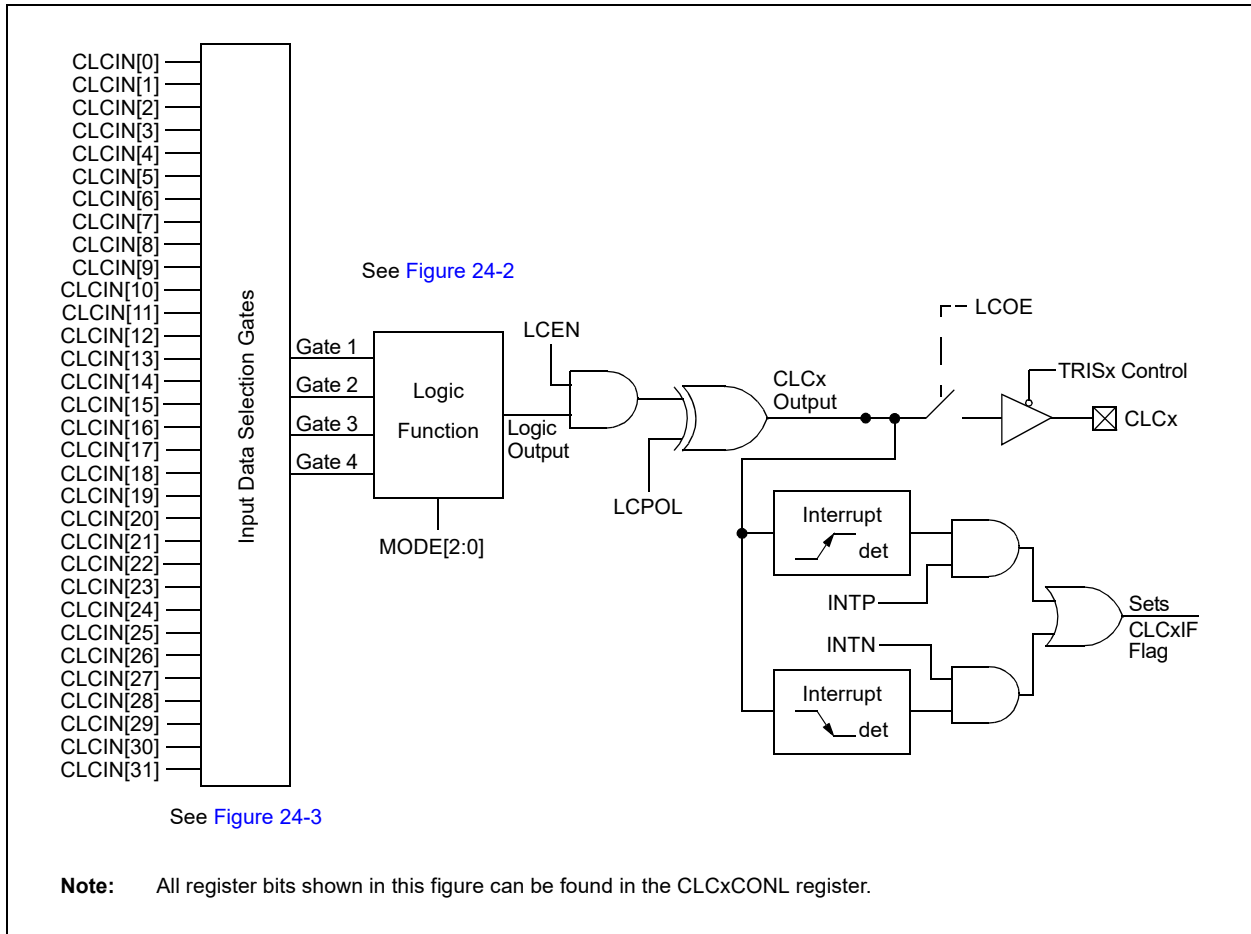 CLCIN[0]
CLCIN[1]
CLCIN[2]
CLCIN[3]
CLCIN[4]
CLCIN[5]
CLCIN[6]
CLCIN[7]
CLCIN[8]
CLCIN[9]
CLCIN[10]
CLCIN[11]
CLCIN[12]
CLCIN[13]
CLCIN[14]
CLCIN[15]
CLCIN[16]
CLCIN[17]
CLCIN[18]
CLCIN[19]
CLCIN[20]
CLCIN[21]
CLCIN[22]
CLCIN[23]
CLCIN[24]
CLCIN[25]
CLCIN[26]
CLCIN[27]
CLCIN[28]
CLCIN[29]
CLCIN[30]
CLCIN[31]
Input Data Selection Gates
See Figure 24-3
Gate 1
Gate 2
Gate 3
Gate 4
See Figure 24-2
Logic
Function
MODE[2:0]
Logic
Output
LCEN
LCPOL
CLCx
Output
LCOE
TRISx Control
CLCx
Interrupt
det
INTP
INTN
Interrupt
det
Sets
CLCxIF
Flag
Note: All register bits shown in this figure can be found in the CLCxCONL register.